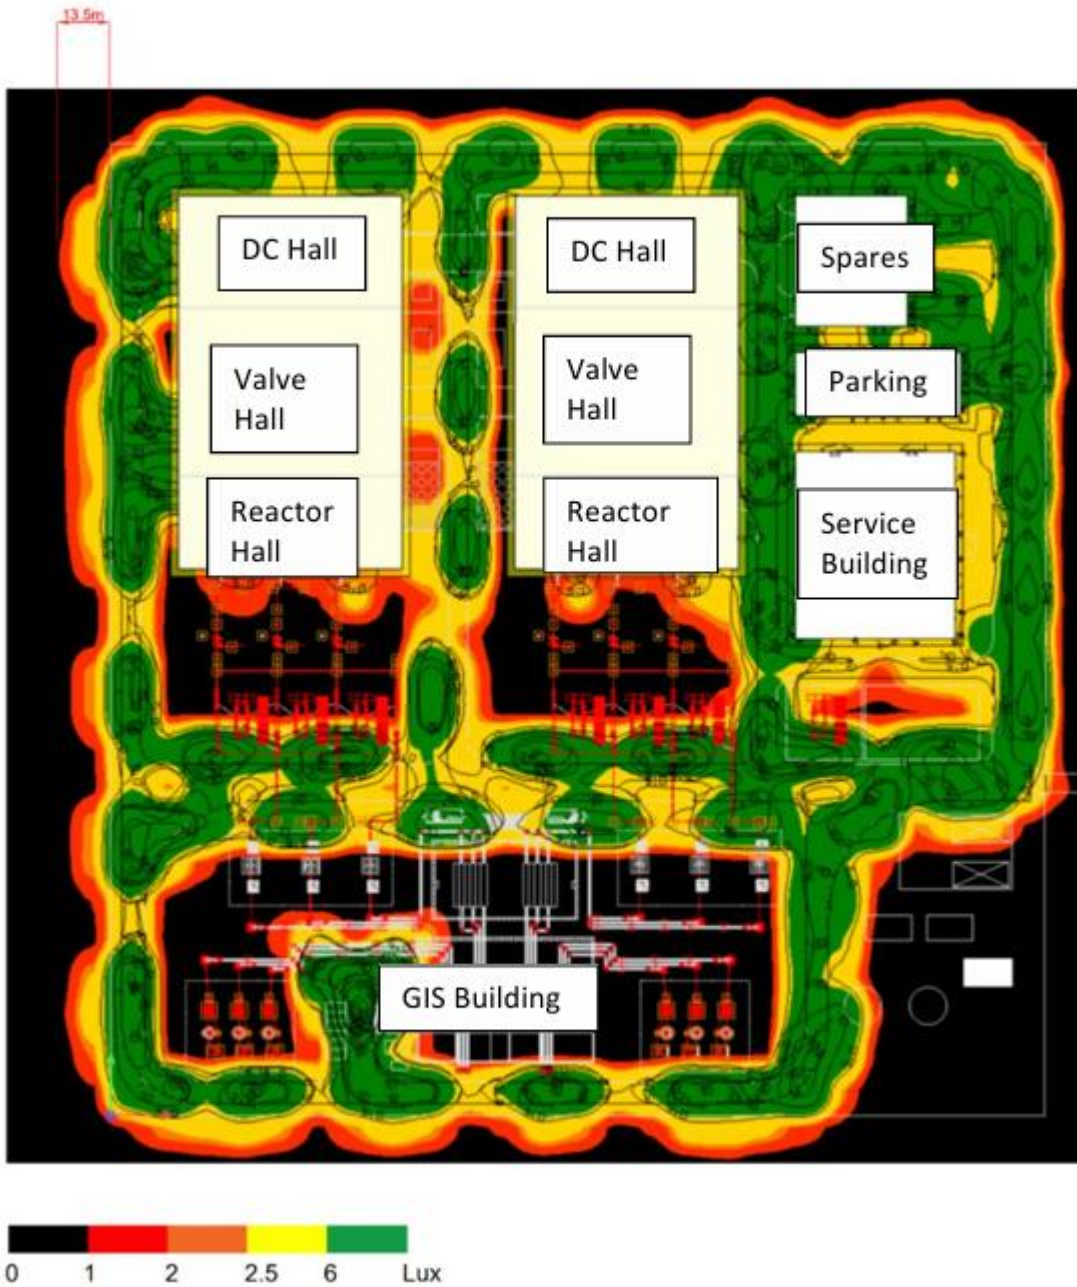 13.5m
DC Hall
DC Hall
Spares
Valve
Hall
Valve
Hall
Parking
Reactor
Hall
Reactor
Hall
Service
Building
GIS Building
0 1 2 2.5 6 Lux